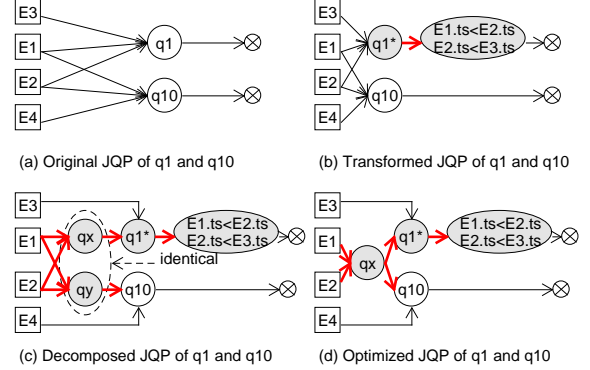 E3
E1
E2
E4
q1
q10
(a) Original JQP of q1 and q10
E3
E1
E2
E4
q1*
q10
E1.ts<E2.ts
E2.ts<E3.ts
(b) Transformed JQP of q1 and q10
E3
E1
E2
E4
qx
qy
q1*
q10
E1.ts<E2.ts
E2.ts<E3.ts
identical
(c) Decomposed JQP of q1 and q10
E3
E1
E2
E4
qx
q1*
q10
E1.ts<E2.ts
E2.ts<E3.ts
(d) Optimized JQP of q1 and q10